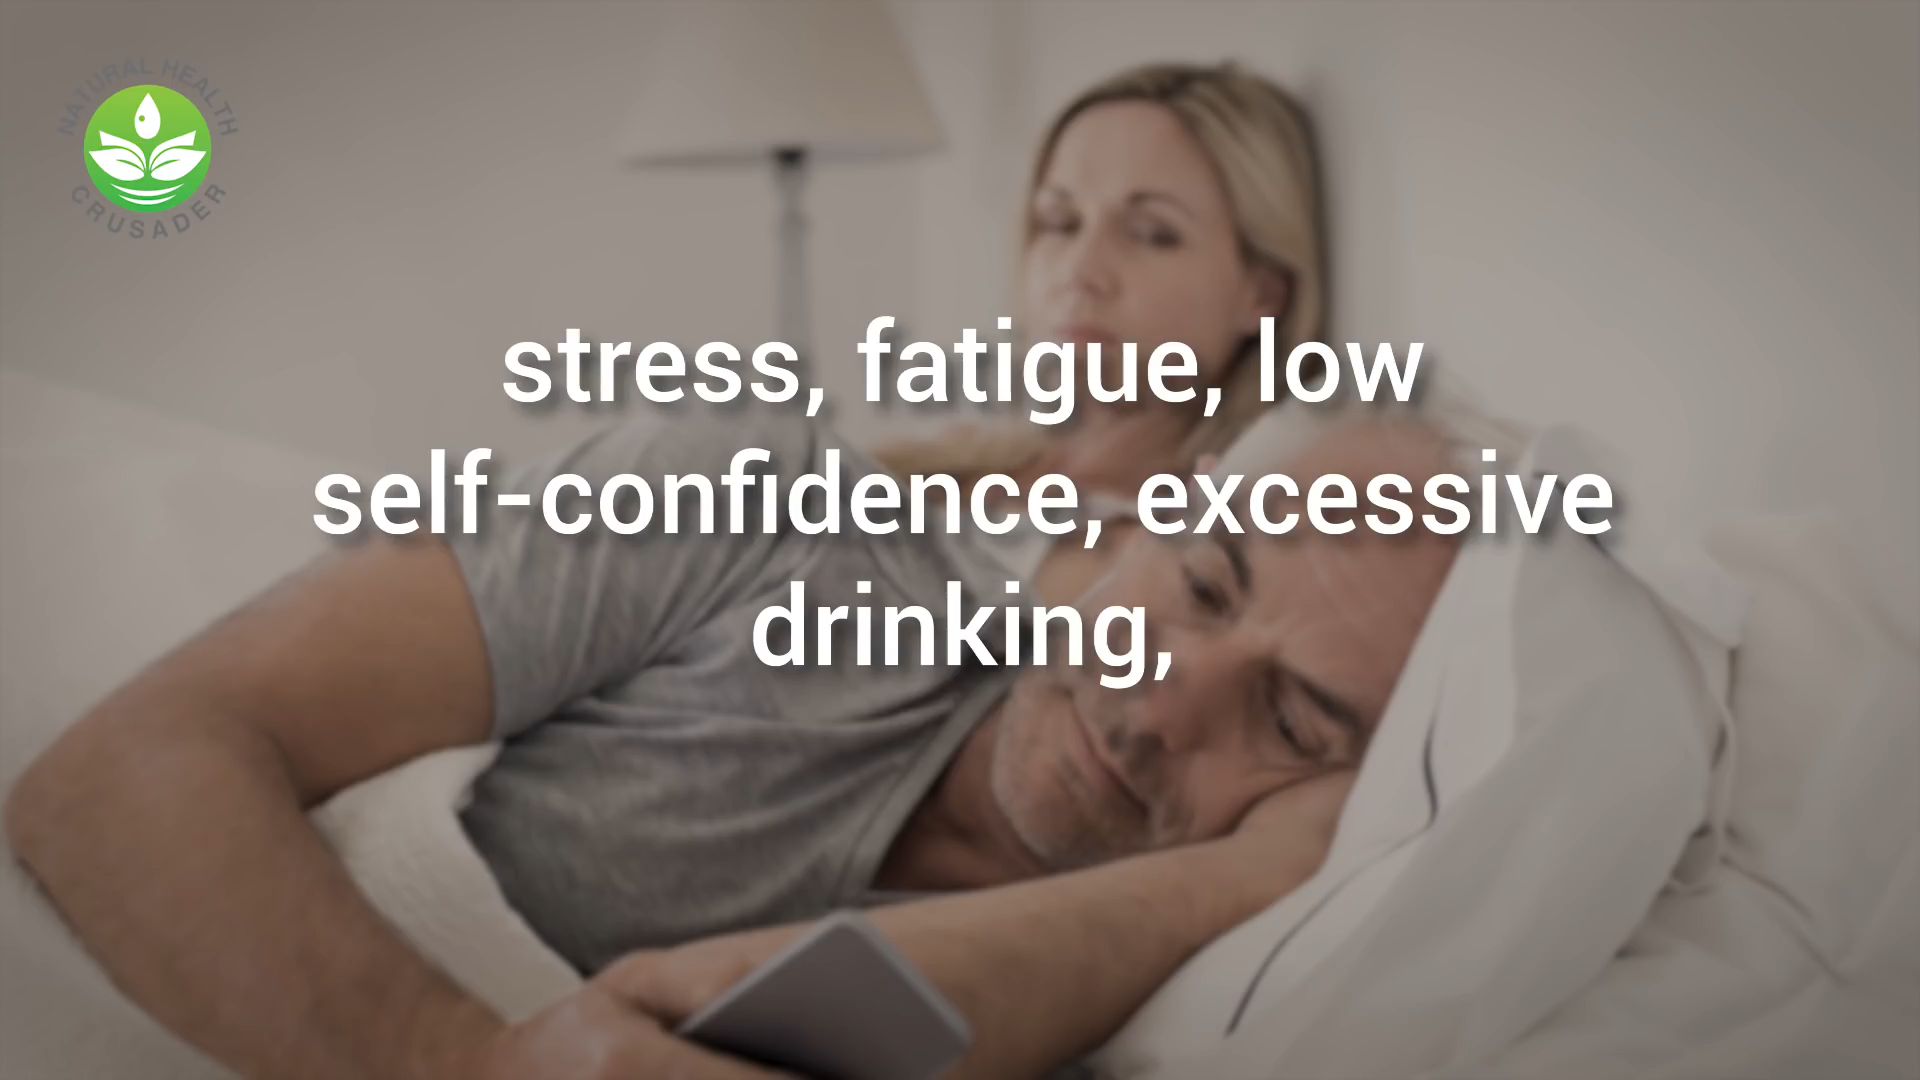 NATURAL HEALTH
CRUSADER
stress, fatigue, low
self-confidence, excessive
drinking,